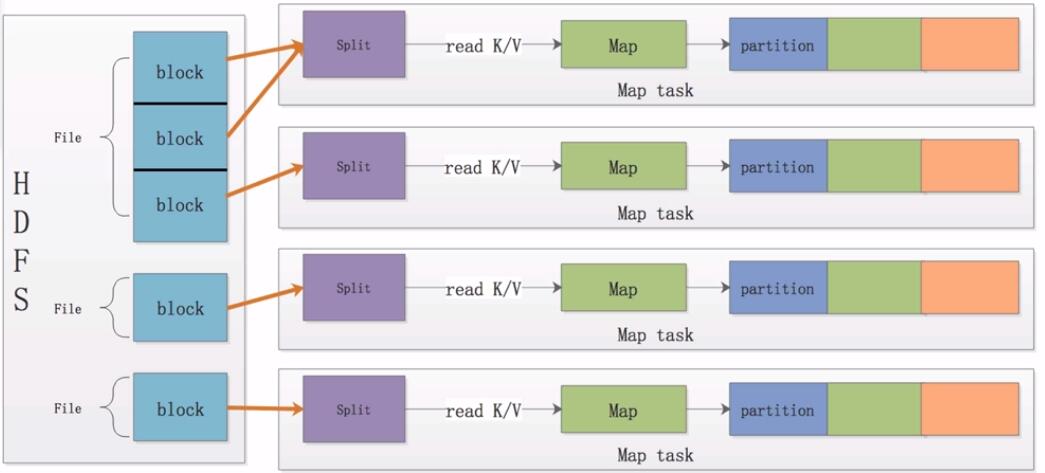 HDFS
File
block
block
block
File
block
File
block
Split
read K/V
Map
partition
Map task
Split
read K/V
Map
partition
Map task
Split
read K/V
Map
partition
Map task
Split
read K/V
Map
partition
Map task